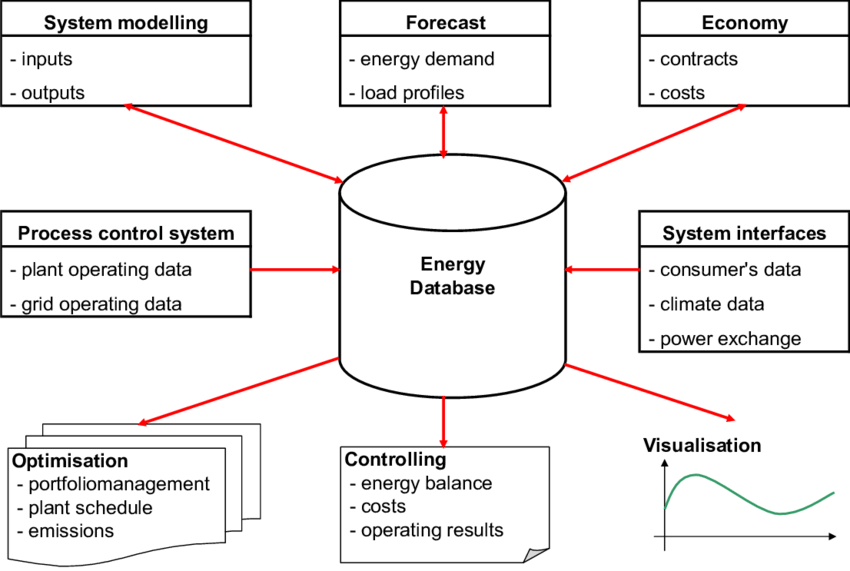 System modelling
- inputs
- outputs
Forecast
- energy demand
- load profiles
Economy
- contracts
- costs
Process control system
- plant operating data
- grid operating data
Energy
Database
System interfaces
- consumer's data
- climate data
- power exchange
Optimisation
- portfoliomanagement
- plant schedule
- emissions
Controlling
- energy balance
- costs
- operating results
Visualisation